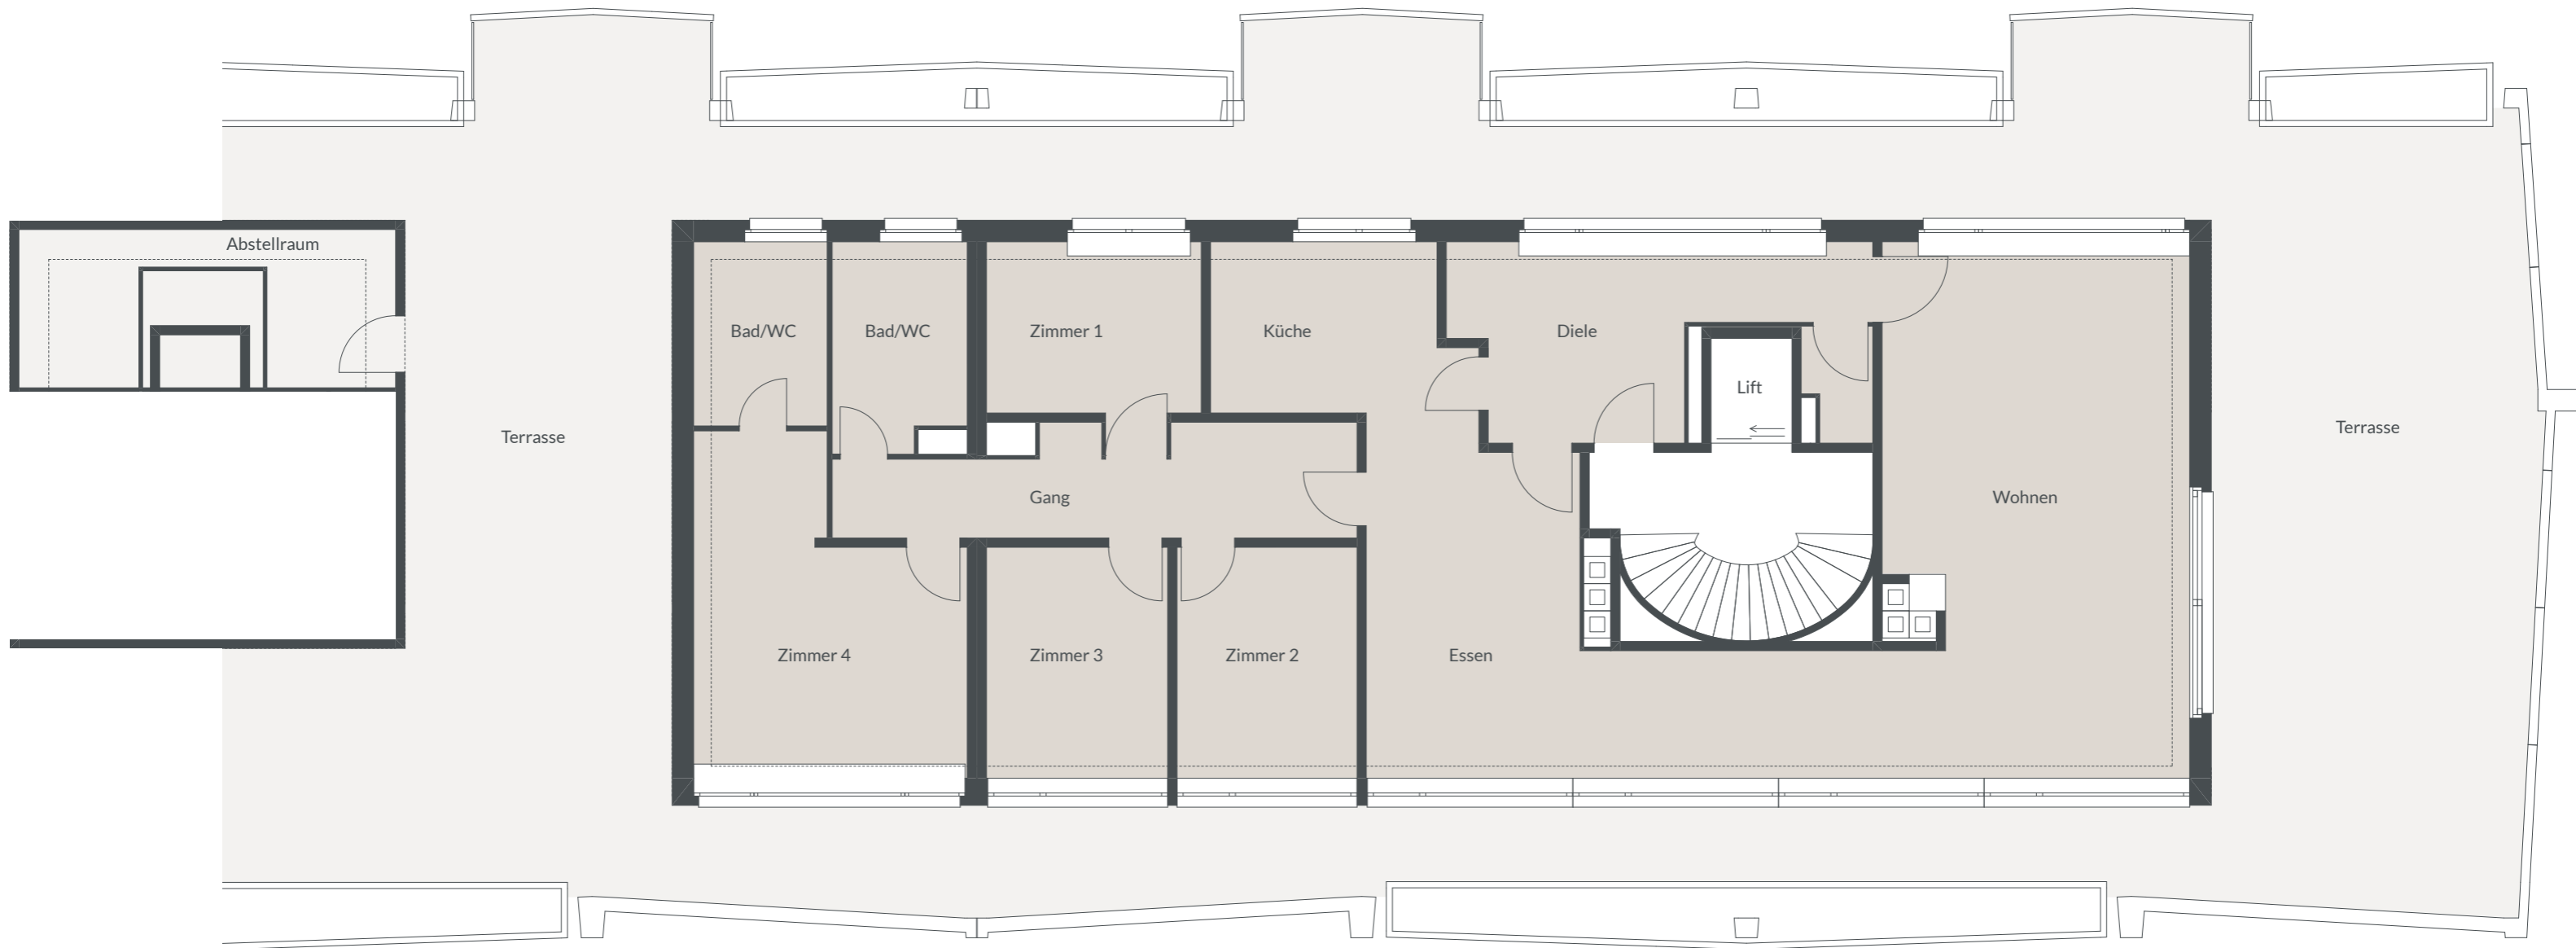 Abstellraum
Bad/WC
Bad/WC
Zimmer 1
Küche
Diele
Lift
Terrasse
Terrasse
Gang
Wohnen
Zimmer 4
Zimmer 3
Zimmer 2
Essen